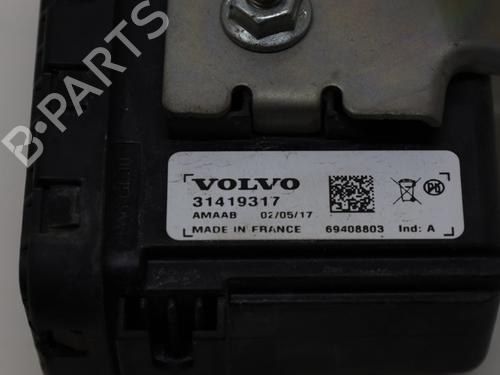 B-PARTS
VOLVO
31419317
AMAAB 02/05/17
MADE IN FRANCE 69408803 Ind: A